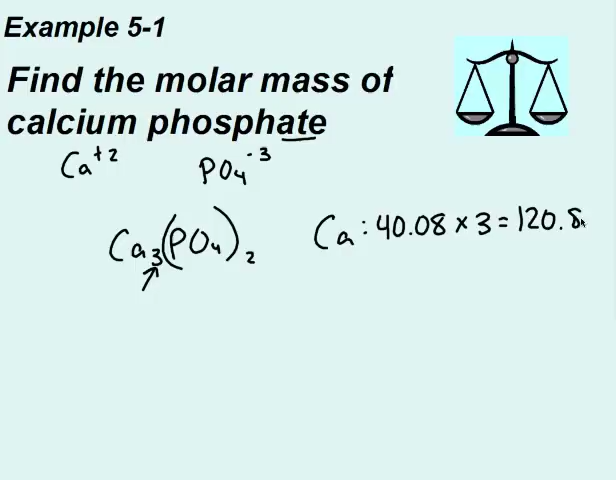 Example 5-1
Find the molar mass of
calcium phosphate
Ca⁺² PO₄⁻³
Ca₃(PO₄)₂ Ca: 40.08 × 3 = 120.8